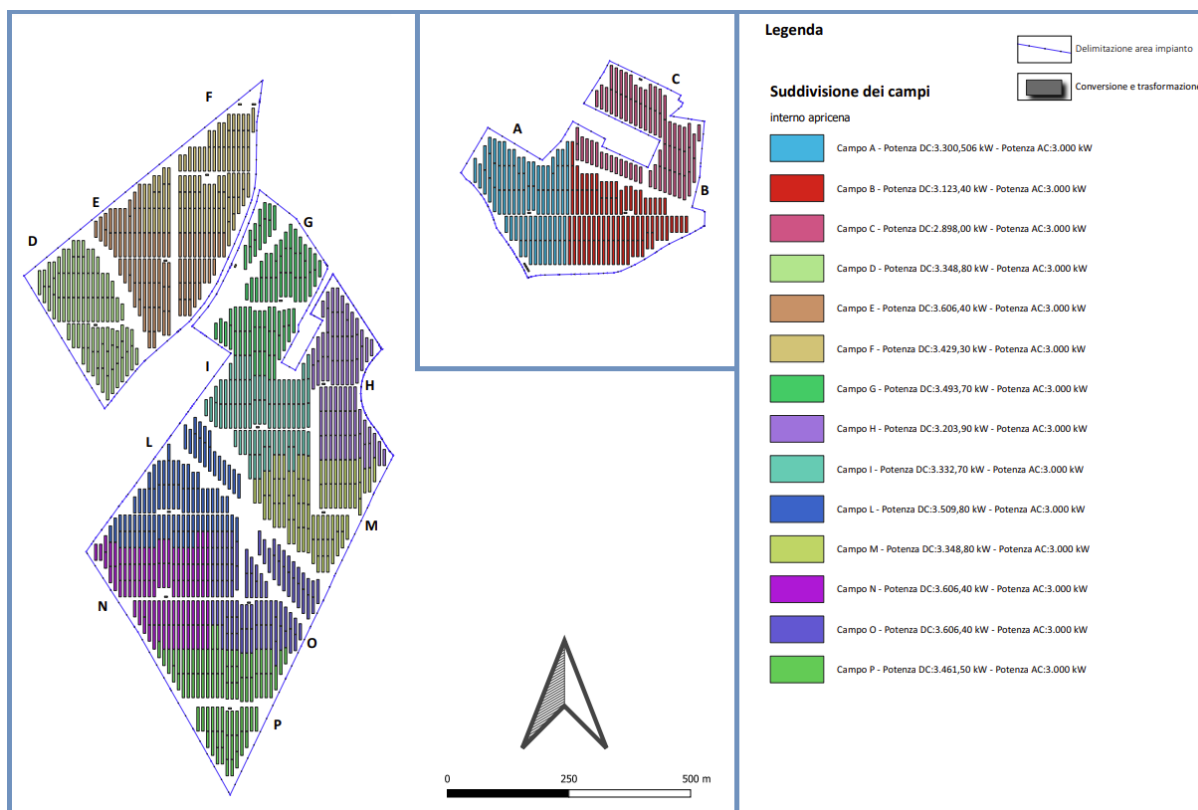 F
E
D
G
I
H
L
M
N
O
P
C
A
B
0 250 500 m
Legenda
Delimitazione area impianto
Conversione e trasformazione
Suddivisione dei campi
interno apricena
Campo A - Potenza DC:3.300,506 kW - Potenza AC:3.000 kW
Campo B - Potenza DC:3.123,40 kW - Potenza AC:3.000 kW
Campo C - Potenza DC:2.898,00 kW - Potenza AC:3.000 kW
Campo D - Potenza DC:3.348,80 kW - Potenza AC:3.000 kW
Campo E - Potenza DC:3.606,40 kW - Potenza AC:3.000 kW
Campo F - Potenza DC:3.429,30 kW - Potenza AC:3.000 kW
Campo G - Potenza DC:3.493,70 kW - Potenza AC:3.000 kW
Campo H - Potenza DC:3.203,90 kW - Potenza AC:3.000 kW
Campo I - Potenza DC:3.332,70 kW - Potenza AC:3.000 kW
Campo L - Potenza DC:3.509,80 kW - Potenza AC:3.000 kW
Campo M - Potenza DC:3.348,80 kW - Potenza AC:3.000 kW
Campo N - Potenza DC:3.606,40 kW - Potenza AC:3.000 kW
Campo O - Potenza DC:3.606,40 kW - Potenza AC:3.000 kW
Campo P - Potenza DC:3.461,50 kW - Potenza AC:3.000 kW